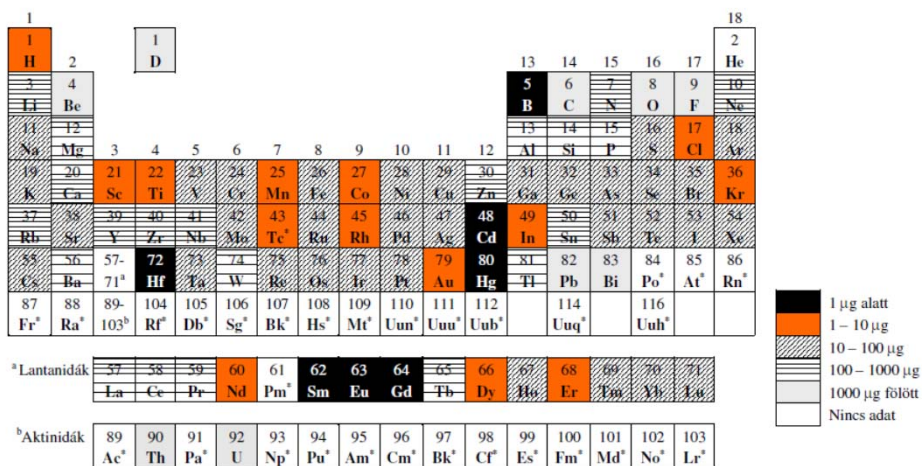 1 18
1 1 2
H 2 D 13 14 15 16 17 He
3 4 5 6 7 8 9 10
Li Be B C N O F Ne
11 12 13 14 15 16 17 18
Na Mg 3 4 5 6 7 8 9 10 11 12 Al Si P S Cl Ar
19 20 21 22 23 24 25 26 27 28 29 30 31 32 33 34 35 36
K Ca Sc Ti V Cr Mn Fe Co Ni Cu Zn Ga Ge As Se Br Kr
37 38 39 40 41 42 43 44 45 46 47 48 49 50 51 52 53 54
Rb Sr Y Zr Nb Mo Tc* Ru Rh Pd Ag Cd In Sn Sb Te I Xe
55 56 57- 72 73 74 75 76 77 78 79 80 81 82 83 84 85 86
Cs Ba 71ᵃ Hf Ta W Re Os Ir Pt Au Hg Tl Pb Bi Po* At* Rn*
87 88 89- 104 105 106 107 108 109 110 111 112 114 116
Fr* Ra* 103ᵇ Rf* Db* Sg* Bk* Hs* Mt* Uun* Uuu* Uub* Uuq* Uuh*
1 µg alatt
1 – 10 µg
10 – 100 µg
100 – 1000 µg
1000 µg fölött
Nincs adat
ᵃ Lantanidák 57 58 59 60 61 62 63 64 65 66 67 68 69 70 71
La Ce Pr Nd Pm* Sm Eu Gd Tb Dy Ho Er Tm Yb Lu
ᵇAktinidák 89 90 91 92 93 94 95 96 97 98 99 100 101 102 103
Ac* Th Pa* U Np* Pu* Am* Cm* Bk* Cf* Es* Fm* Md* No* Lr*